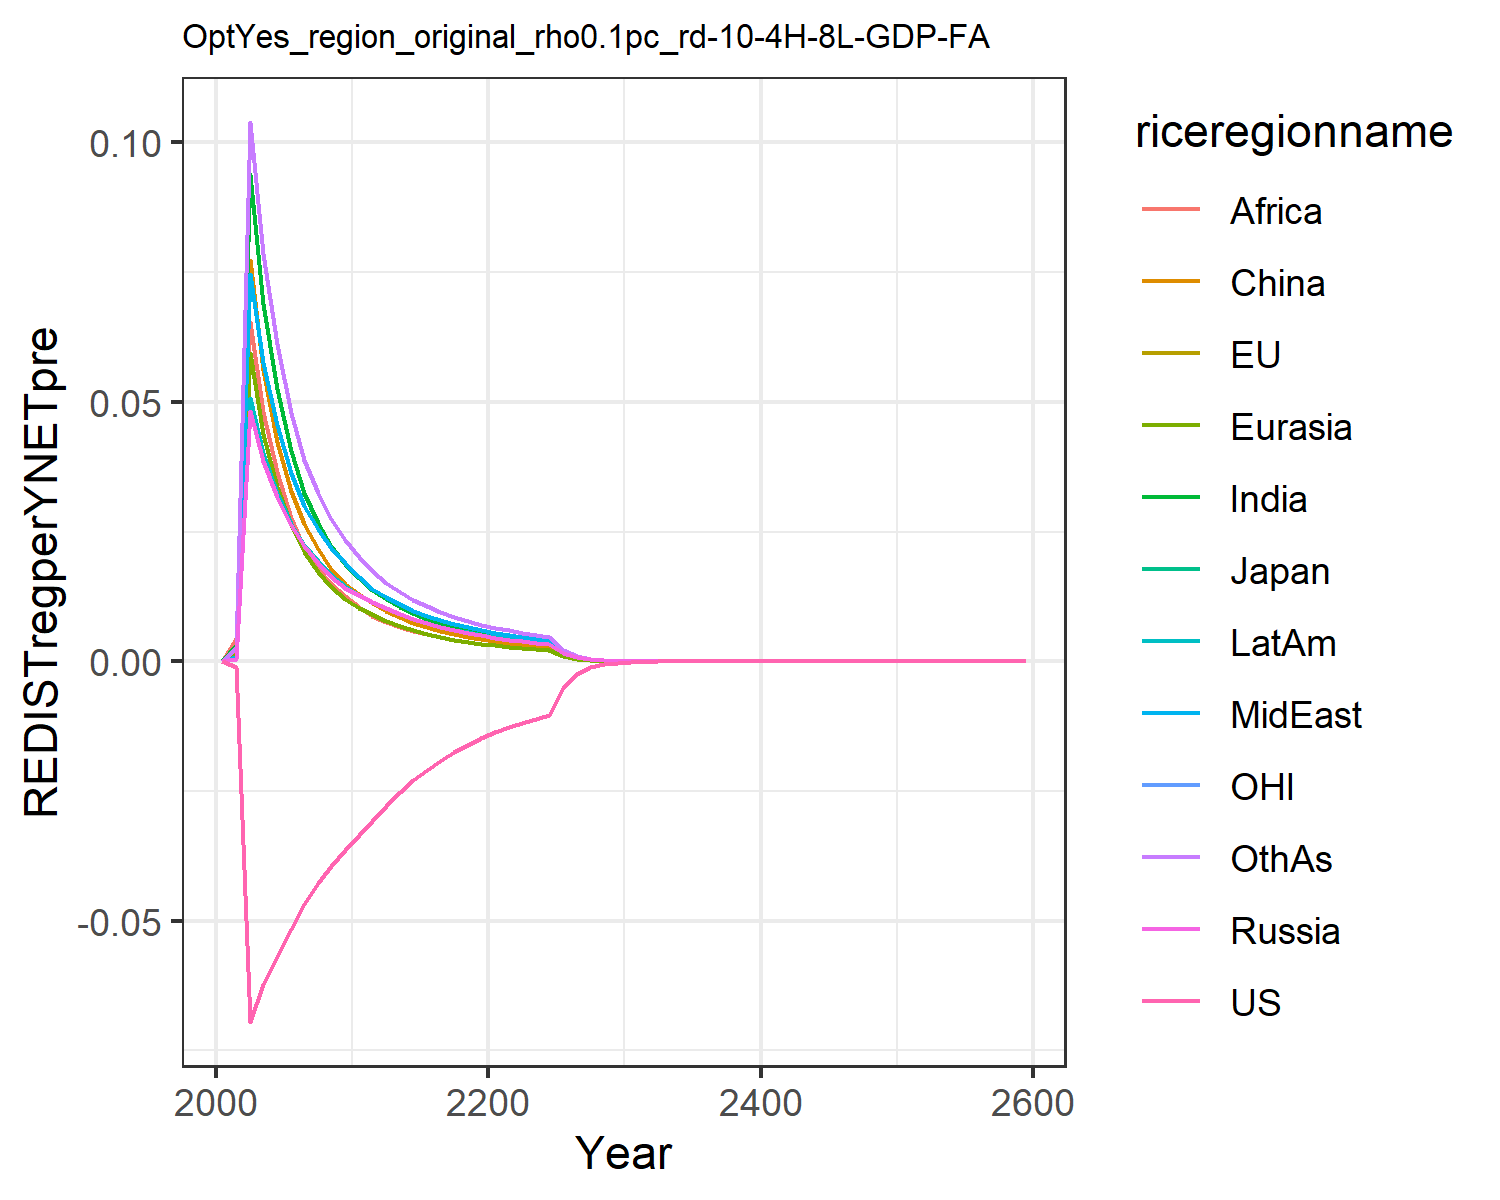 OptYes_region_original_rho0.1pc_rd-10-4H-8L-GDP-FA
REDISTregperYNETpre
0.10
0.05
0.00
-0.05
2000
2200
2400
2600
Year
riceregionname
Africa
China
EU
Eurasia
India
Japan
LatAm
MidEast
OHI
OthAs
Russia
US